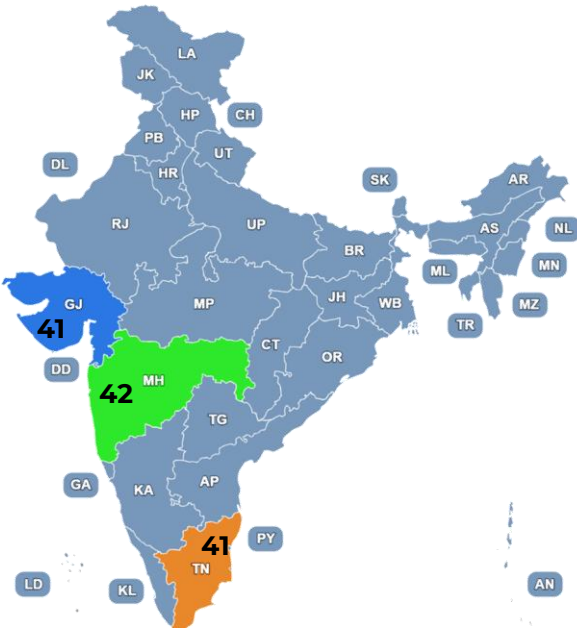 LA
JK
HP
CH
PB
UT
DL
HR
SK
AR
RJ
UP
AS
NL
BR
ML
MN
GJ
MP
JH
WB
MZ
41
TR
CT
OR
DD
MH
42
TG
GA
KA
AP
41
PY
TN
LD
KL
AN